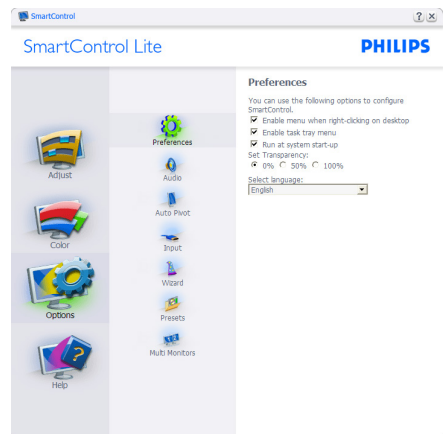 SmartControl
SmartControl Lite
PHILIPS
Adjust
Color
Options
Help
Preferences
Audio
Auto Pivot
Input
Wizard
Presets
Multi Monitors
Preferences
You can use the following options to configure
SmartControl.
Enable menu when right-clicking on desktop
Enable task tray menu
Run at system start-up
Set Transparency:
0% 50% 100%
Select language:
English